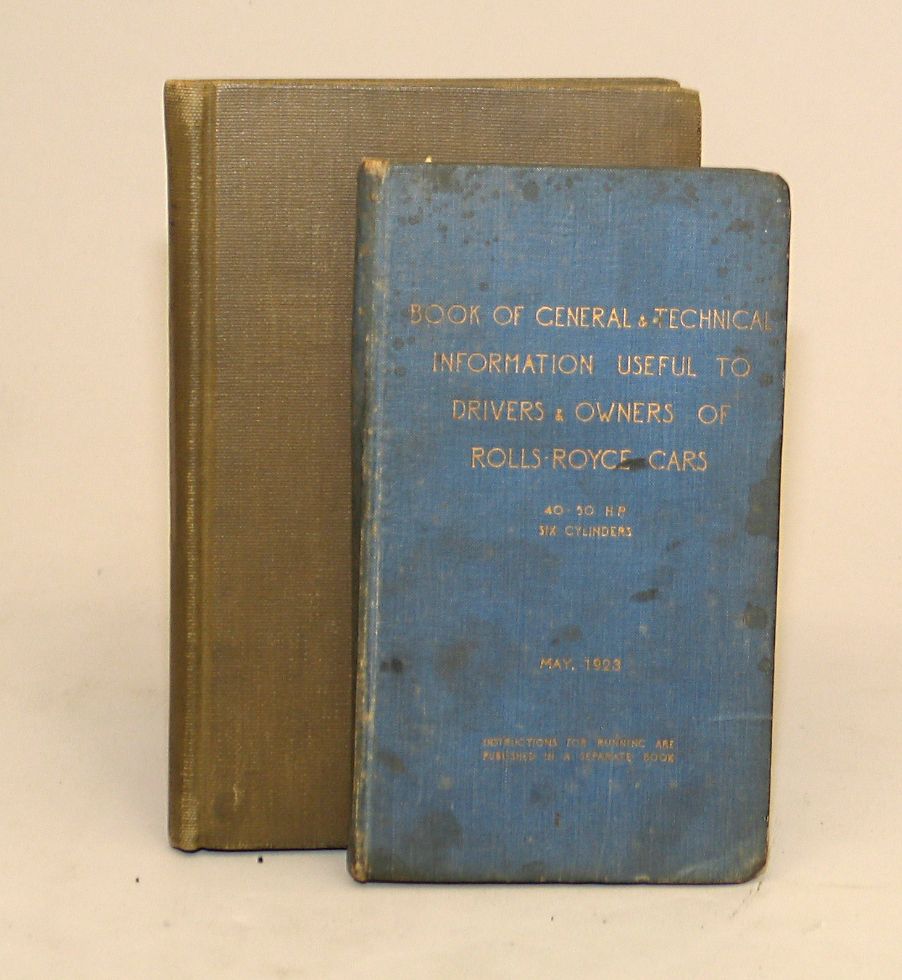 BOOK OF GENERAL & TECHNICAL
INFORMATION USEFUL TO
DRIVERS & OWNERS OF
ROLLS-ROYCE CARS
40-50 H.P.
SIX CYLINDERS
MAY, 1923
INSTRUCTIONS FOR RUNNING ARE
PUBLISHED IN A SEPARATE BOOK